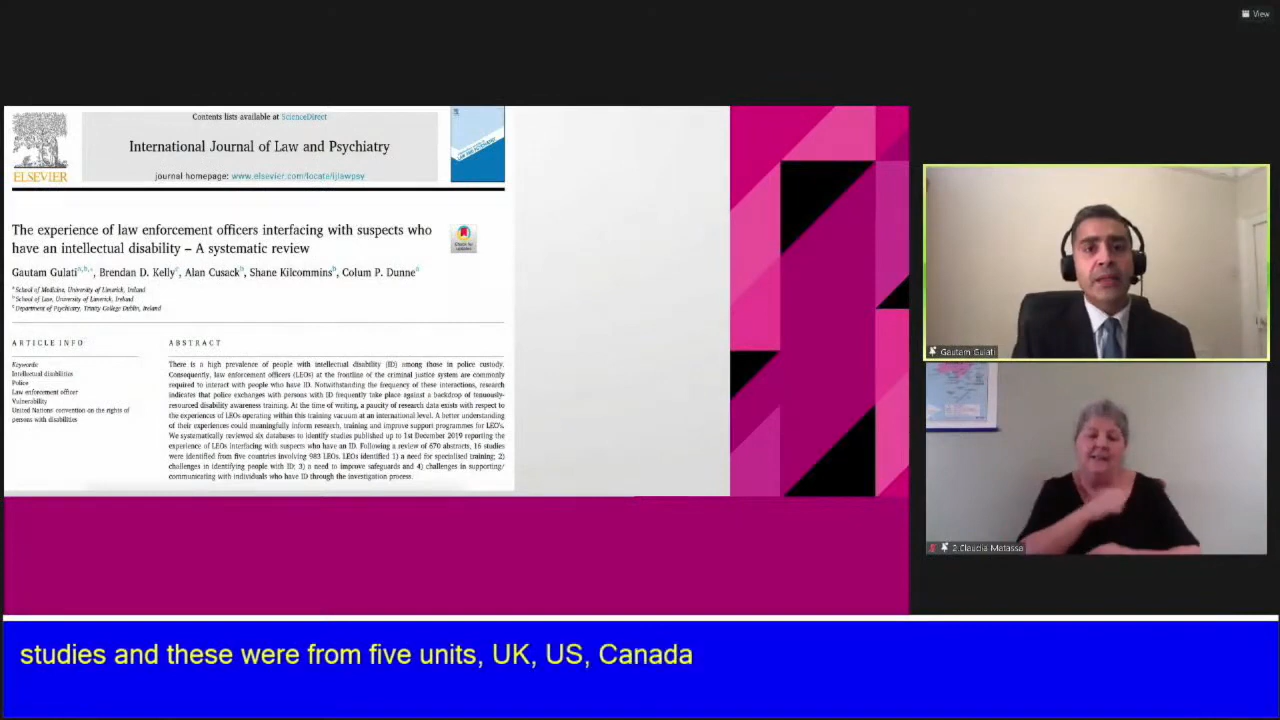 View
Contents lists available at ScienceDirect
International Journal of Law and Psychiatry
journal homepage: www.elsevier.com/locate/ijlawpsy
ELSEVIER
The experience of law enforcement officers interfacing with suspects who
have an intellectual disability – A systematic review
Check for
updates
Gautam Gulati a,b,*, Brendan D. Kelly c, Alan Cusack b, Shane Kilcommins b, Colum P. Dunne a
a School of Medicine, University of Limerick, Ireland
b School of Law, University of Limerick, Ireland
c Department of Psychiatry, Trinity College Dublin, Ireland
ARTICLE INFO
Keywords:
Intellectual disabilities
Police
Law enforcement officer
Vulnerability
United Nations convention on the rights of
persons with disabilities
ABSTRACT
There is a high prevalence of people with intellectual disability (ID) among those in police custody.
Consequently, law enforcement officers (LEOs) at the frontline of the criminal justice system are commonly
required to interact with people who have ID. Notwithstanding the frequency of these interactions, research
indicates that police exchanges with persons with ID frequently take place against a backdrop of tenuously-
resourced disability awareness training. At the time of writing, a paucity of research data exists with respect to
the experiences of LEOs operating within this training vacuum at an international level. A better understanding
of their experiences could meaningfully inform research, training and improve support programmes for LEO's.
We systematically reviewed six databases to identify studies published up to 1st December 2019 reporting the
experience of LEOs interfacing with suspects who have an ID. Following a review of 670 abstracts, 16 studies
were identified from five countries involving 983 LEOs. LEOs identified 1) a need for specialised training; 2)
challenges in identifying people with ID; 3) a need to improve safeguards and 4) challenges in supporting/
communicating with individuals who have ID through the investigation process.
Gautam Gulati
2.Claudia Matassa
studies and these were from five units, UK, US, Canada